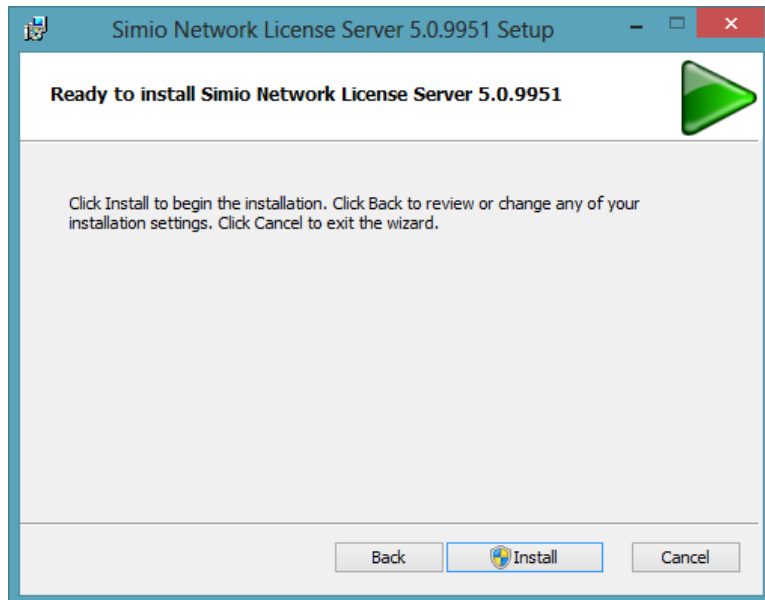 Simio Network License Server 5.0.9951 Setup
Ready to install Simio Network License Server 5.0.9951
Click Install to begin the installation. Click Back to review or change any of your
installation settings. Click Cancel to exit the wizard.
Back Install Cancel